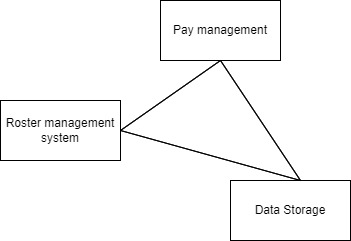 Pay management
Roster management
system
Data Storage